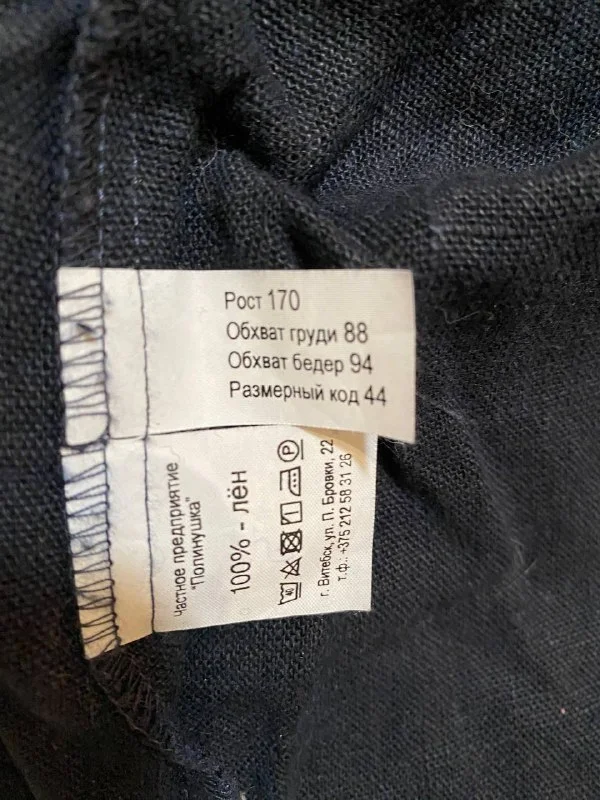 Рост 170
Обхват груди 88
Обхват бедер 94
Размерный код 44
Частное предприятие
"Полинушка"
100% - лён
40
P
г. Витебск, ул. П. Бровки, 22
т.ф.: +375 212 58 31 26